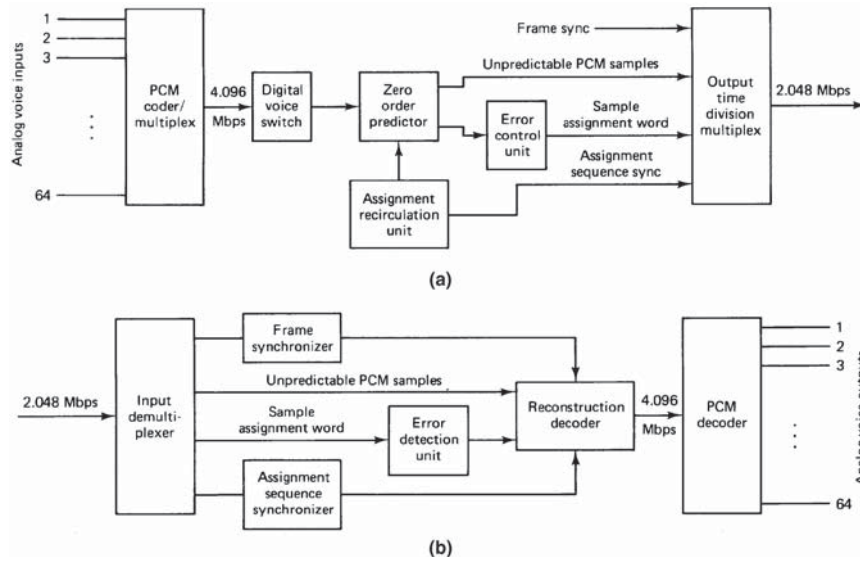 Analog voice inputs
1
2
3
64
PCM
coder/
multiplex
4.096
Mbps
Digital
voice
switch
Zero
order
predictor
Assignment
recirculation
unit
Error
control
unit
Frame sync
Unpredictable PCM samples
Sample
assignment word
Assignment
sequence sync
Output
time
division
multiplex
2.048 Mbps
(a)
2.048 Mbps
Input
demulti-
plexer
Frame
synchronizer
Unpredictable PCM samples
Sample
assignment word
Error
detection
unit
Assignment
sequence
synchronizer
Reconstruction
decoder
4.096
Mbps
PCM
decoder
1
2
3
64
(b)